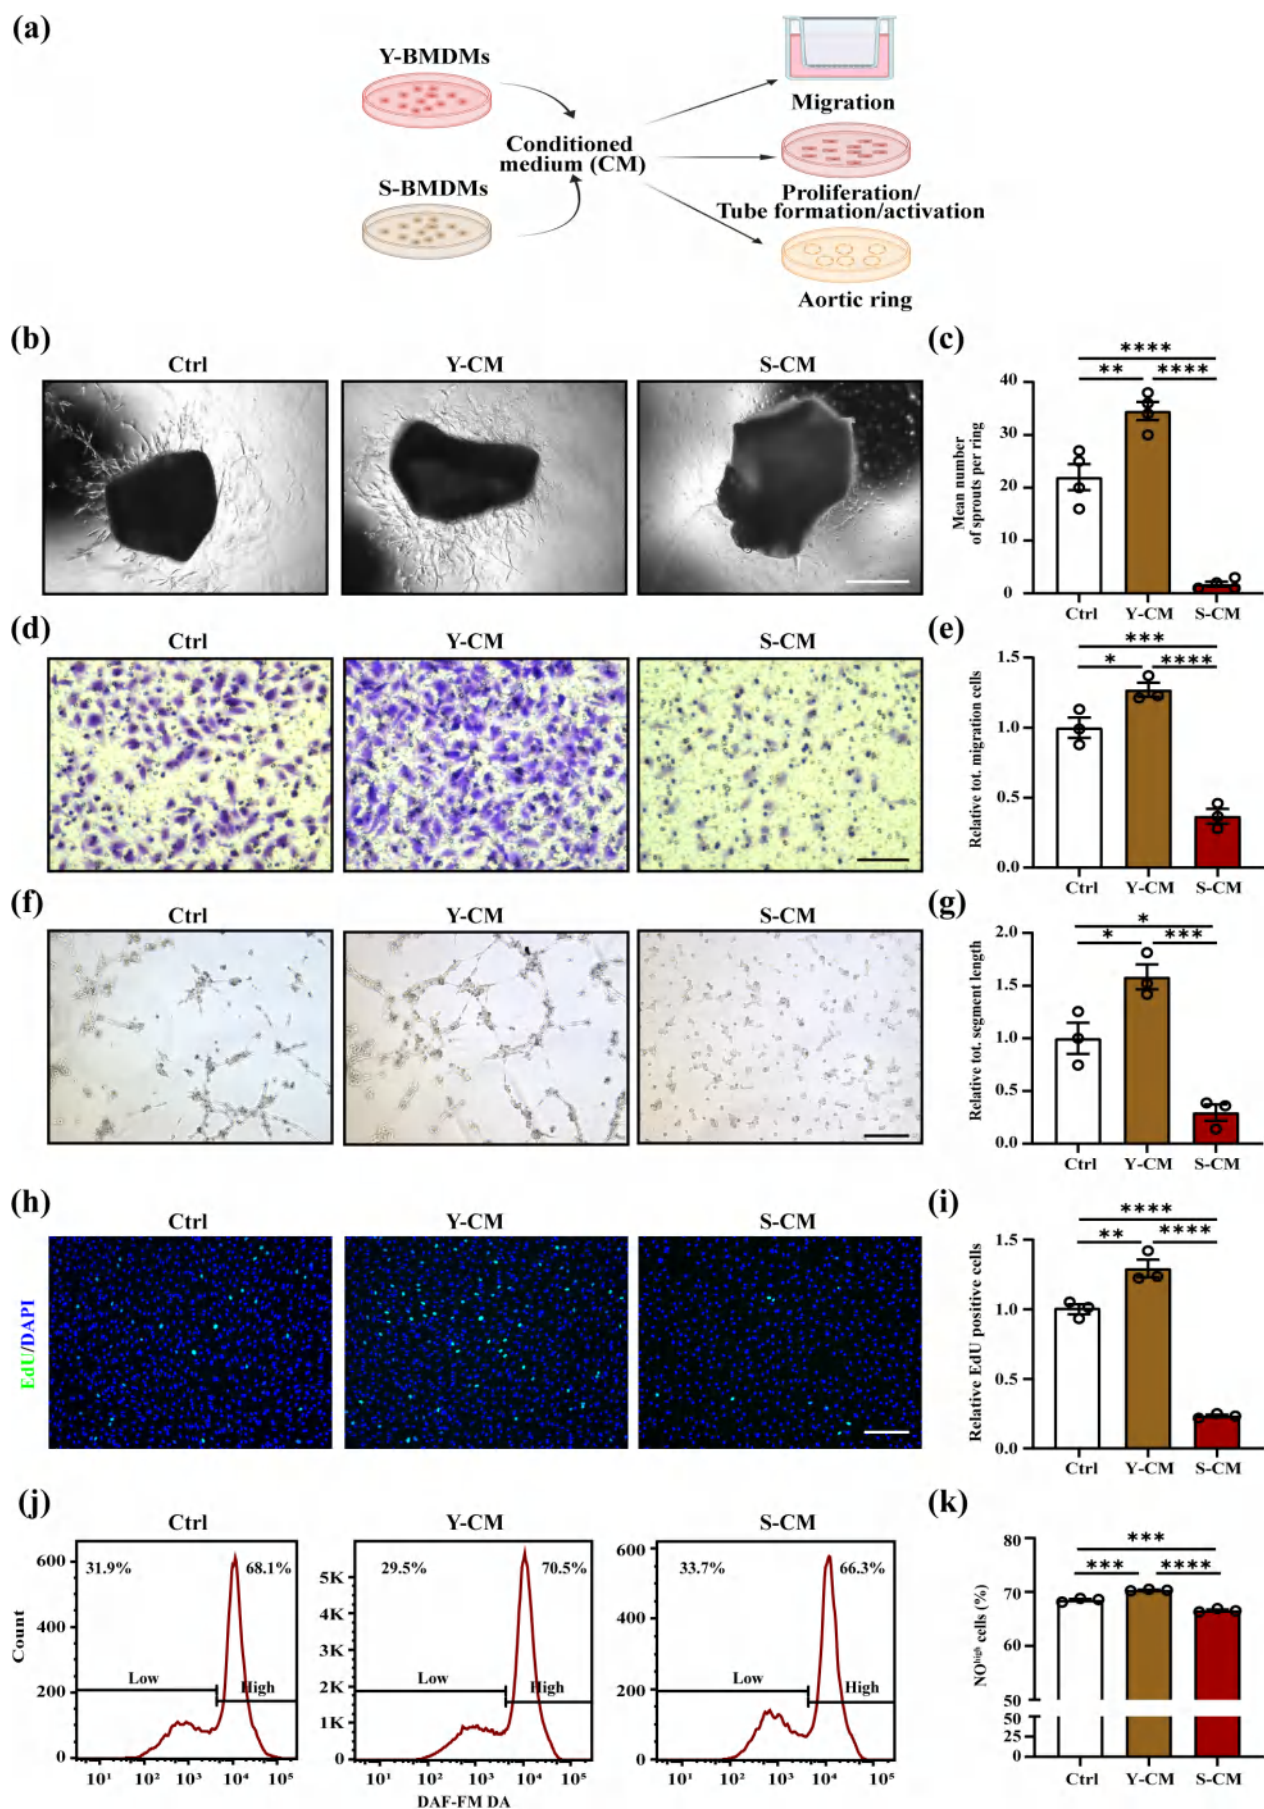 (a)
Y-BMDMs
S-BMDMs
Conditioned
medium (CM)
Migration
Proliferation/
Tube formation/activation
Aortic ring
(b)
Ctrl
Y-CM
S-CM
(c)
****
** ****
Mean number
of sprouts per ring
40
30
20
10
0
Ctrl Y-CM S-CM
(d)
Ctrl
Y-CM
S-CM
(e)
***
* ****
Relative tot. migration cells
1.5
1.0
0.5
0.0
Ctrl Y-CM S-CM
(f)
Ctrl
Y-CM
S-CM
(g)
*
* ***
Relative tot. segment length
2.0
1.5
1.0
0.5
0.0
Ctrl Y-CM S-CM
(h)
Ctrl
Y-CM
S-CM
EdU/DAPI
(i)
****
** ****
Relative EdU positive cells
1.5
1.0
0.5
0.0
Ctrl Y-CM S-CM
(j)
Ctrl
31.9% 68.1%
Low
High
Count
600
400
200
0
10¹ 10² 10³ 10⁴ 10⁵
Y-CM
29.5% 70.5%
Low
High
5K
4K
3K
2K
1K
0
10¹ 10² 10³ 10⁴ 10⁵
DAF-FM DA
S-CM
33.7% 66.3%
Low
High
600
400
200
0
10¹ 10² 10³ 10⁴ 10⁵
(k)
***
*** ****
NOʰⁱᵍʰ cells (%)
80
70
60
50
50
25
0
Ctrl Y-CM S-CM